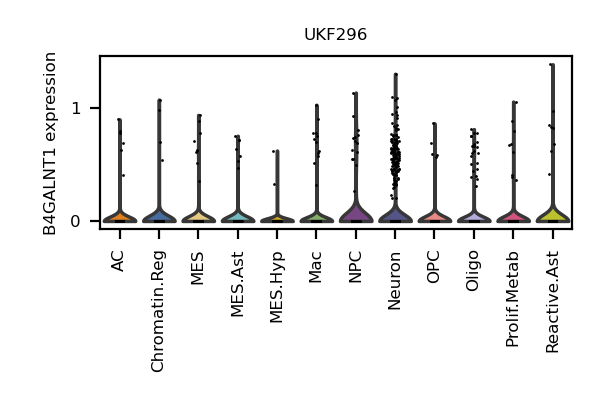 UKF296
B4GALNT1 expression
1
0
AC
Chromatin.Reg
MES
MES.Ast
MES.Hyp
Mac
NPC
Neuron
OPC
Oligo
Prolif.Metab
Reactive.Ast